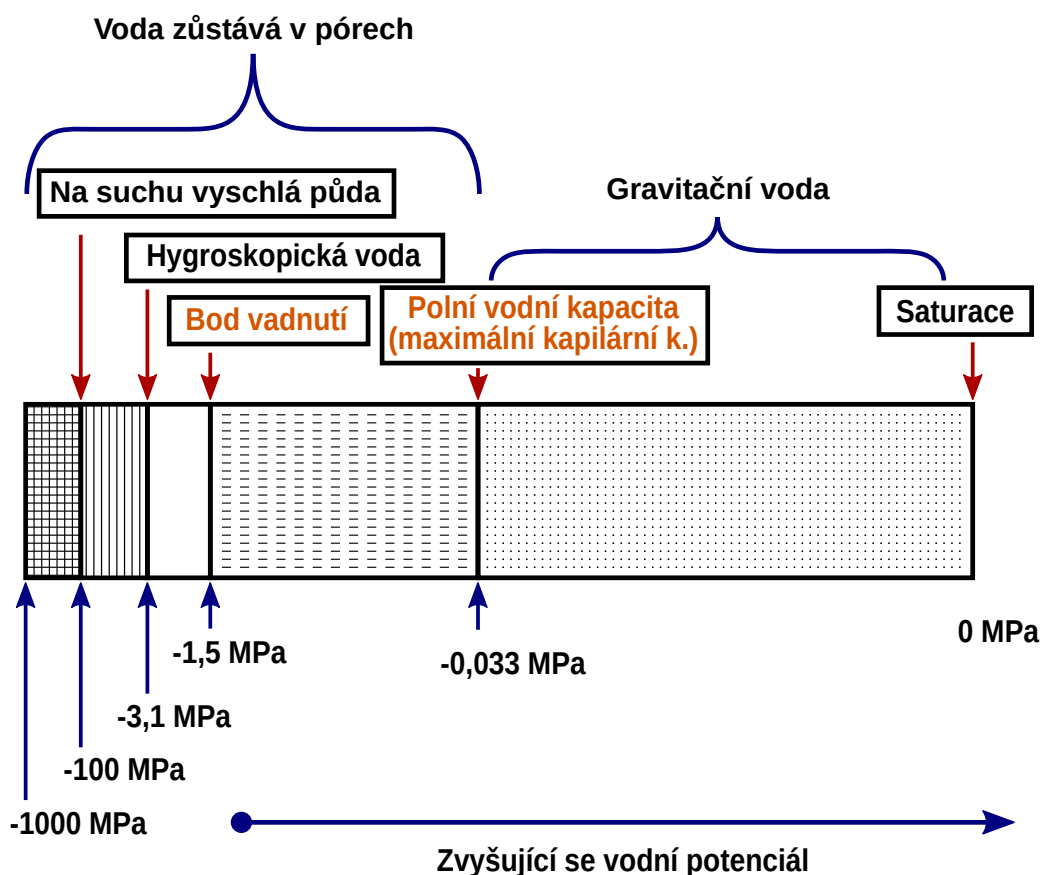 Voda zůstává v pórech
Na suchu vyschlá půda
Gravitační voda
Hygroskopická voda
Bod vadnutí
Polní vodní kapacita
(maximální kapilární k.)
Saturace
-1,5 MPa
-0,033 MPa
0 MPa
-3,1 MPa
-100 MPa
-1000 MPa
Zvyšující se vodní potenciál